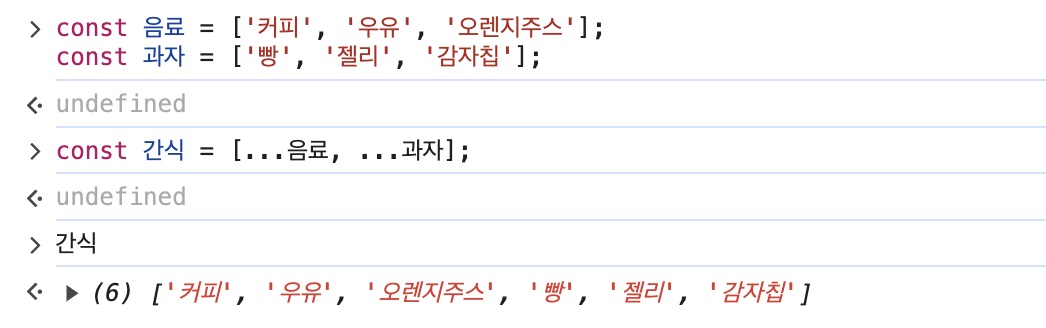 > const 음료 = ['커피', '우유', '오렌지주스'];
const 과자 = ['빵', '젤리', '감자칩'];
undefined
> const 간식 = [...음료, ...과자];
undefined
> 간식
(6) ['커피', '우유', '오렌지주스', '빵', '젤리', '감자칩']